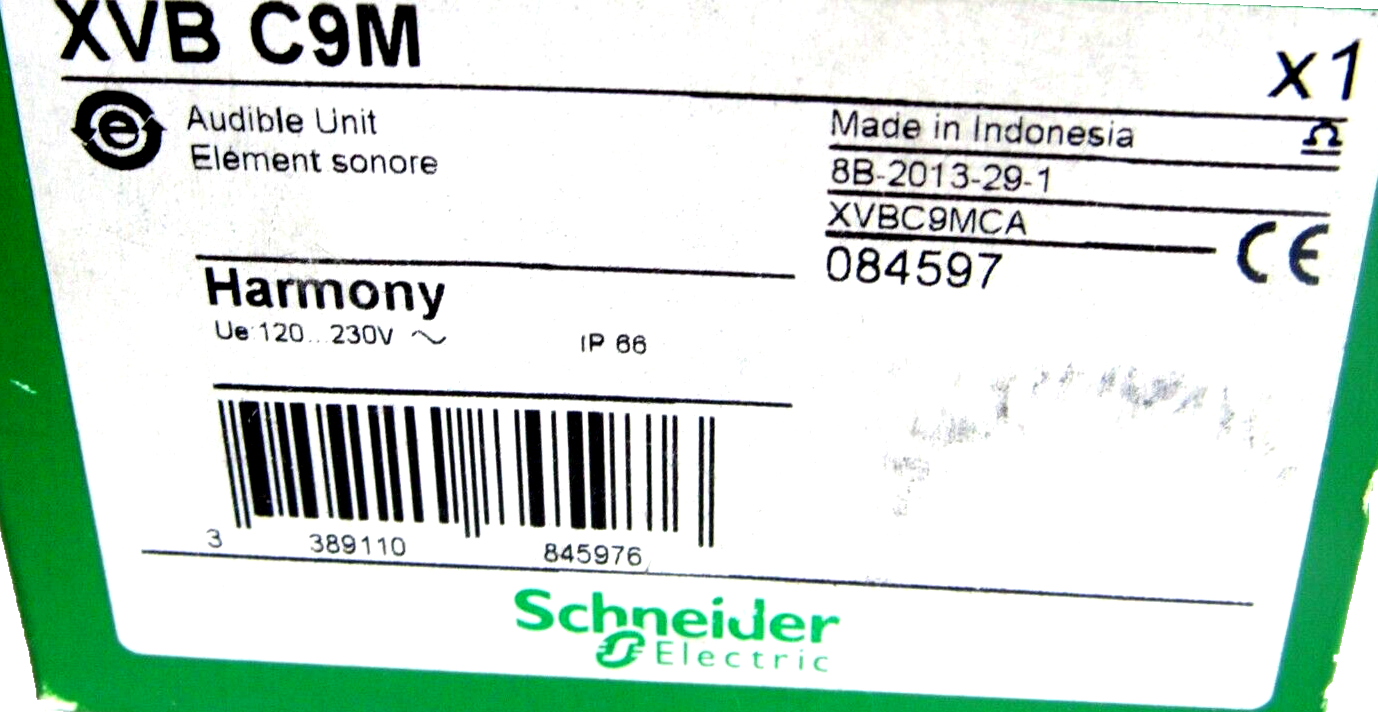 XVB C9M
x1
Audible Unit
Elément sonore
Made in Indonesia
8B-2013-29-1
XVBC9MCA
084597
CE
Harmony
Ue:120...230V ~
IP 66
3 389110 845976
Schneider
Electric